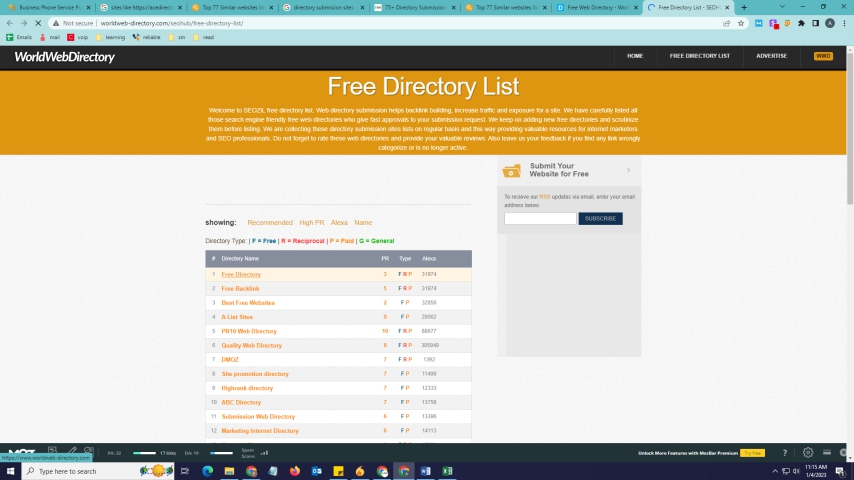 Business Phone Service Pr
sites like https://acedirect
Top 77 Similar websites like
directory submision sites
75+ Directory Submission
Top 77 Similar websites like
Free Web Directory - Worl
Free Directory List - SEOH
Not secure | worldweb-directory.com/seohub/free-directory-list/
Emails
mail
voip
learning
reliable
sm
read
WorldWebDirectory
HOME
FREE DIRECTORY LIST
ADVERTISE
WWD
Free Directory List
Welcome to SEOZIL free directory list. Web directory submission helps backlink building, increase traffic and exposure for a site. We have carefully listed all
those search engine friendly free web directories who give fast approvals to your submission request. We keep on adding new directories and scrutinize
them before listing. We are collecting these directory submission sites lists on regular basis and this way providing valuable resources for internet marketers
and SEO professionals. Do not forget to rate these web directories and provide your valuable reviews. Also leave us your feedback if you find any link wrongly
categorize or is no longer active.
Submit Your
Website for Free
To recieve our RSS updates via email, enter your email
address below.
SUBSCRIBE
showing: Recommended High PR Alexa Name
Directory Type: | F = Free | R = Reciprocal | P = Paid | G = General
# Directory Name PR Type Alexa
1 Free Directory 3 F R P 31974
2 Free Backlink 5 F R P 31974
3 Best Free Websites 2 F P 32856
4 A List Sites 0 F P
5 PR10 Web Directory 10 F R P 88677
6 Quality Web Directory 8 F R P 305949
7 DMOZ 7 F R P 1392
8 Site promotion directory 7 F P 11498
9 Highrank directory 7 F P 12333
10 ABC Directory 7 F P 13758
11 Submission Web Directory 6 F P 13396
12 Marketing Internet Directory 6 F P 14113
MOZ
PA: 32
17 links
DA: 19
Spam
Score:
Unlock More Features with MozBar Premium
Try Free
https://www.worldweb-directory.com
Type here to search
11:15 AM
1/4/2023